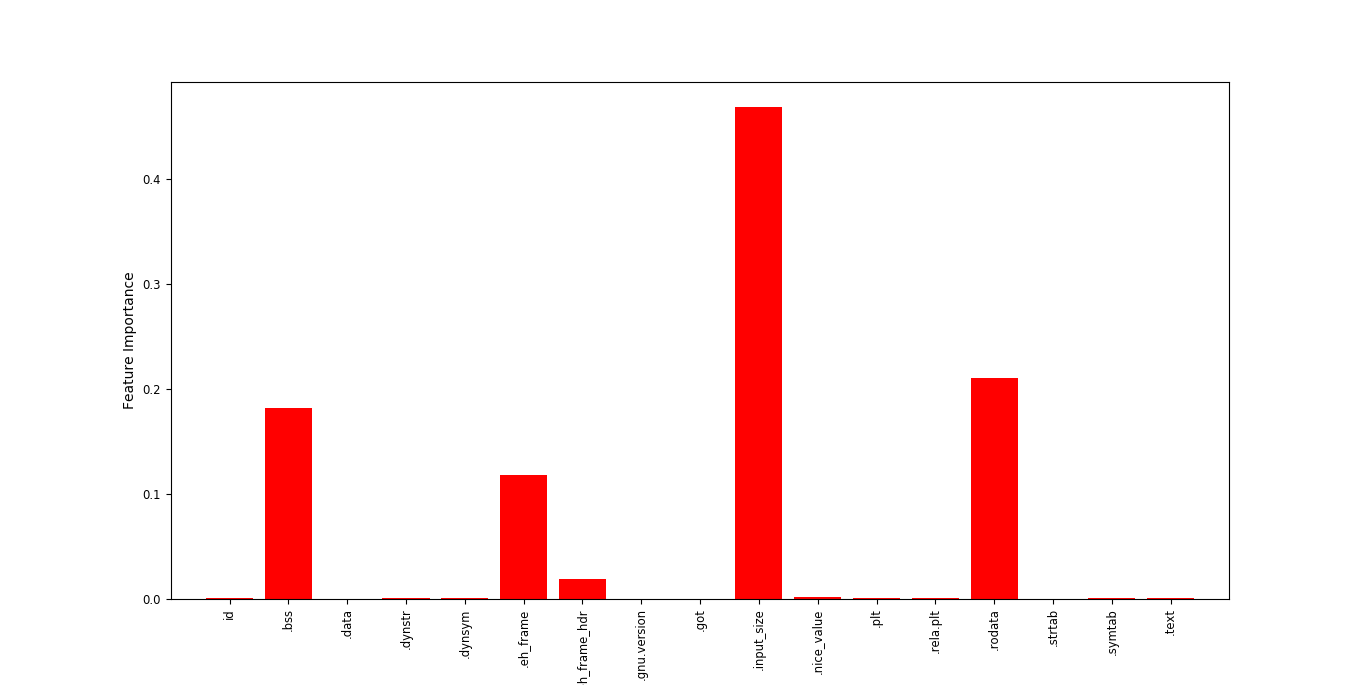 Feature Importance
0.4
0.3
0.2
0.1
0.0
id
.bss
.data
.dynstr
.dynsym
.eh_frame
h_frame_hdr
.gnu.version
.got
.input_size
.nice_value
.plt
.rela.plt
.rodata
.strtab
.symtab
.text